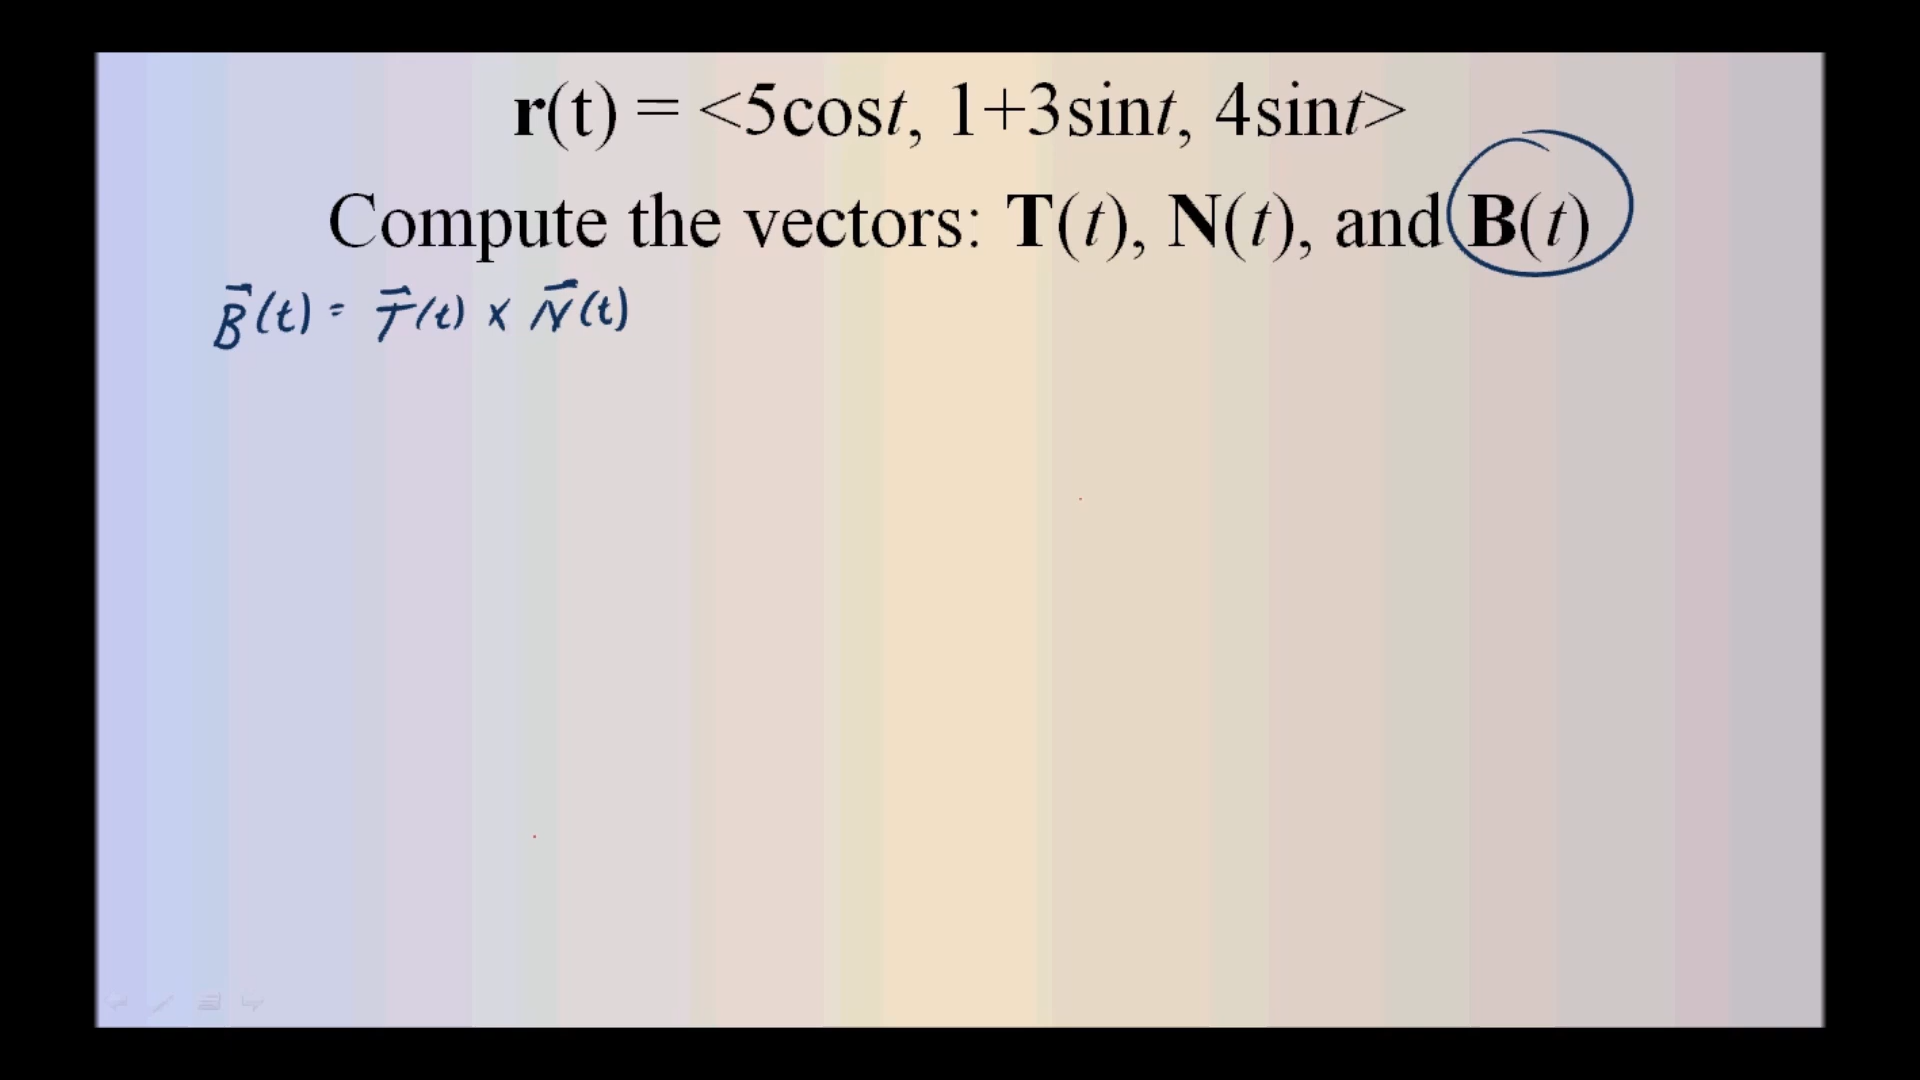 r(t) = <5cost, 1+3sint, 4sint>
Compute the vectors: T(t), N(t), and B(t)
B⃗(t) = T⃗(t) x N⃗(t)